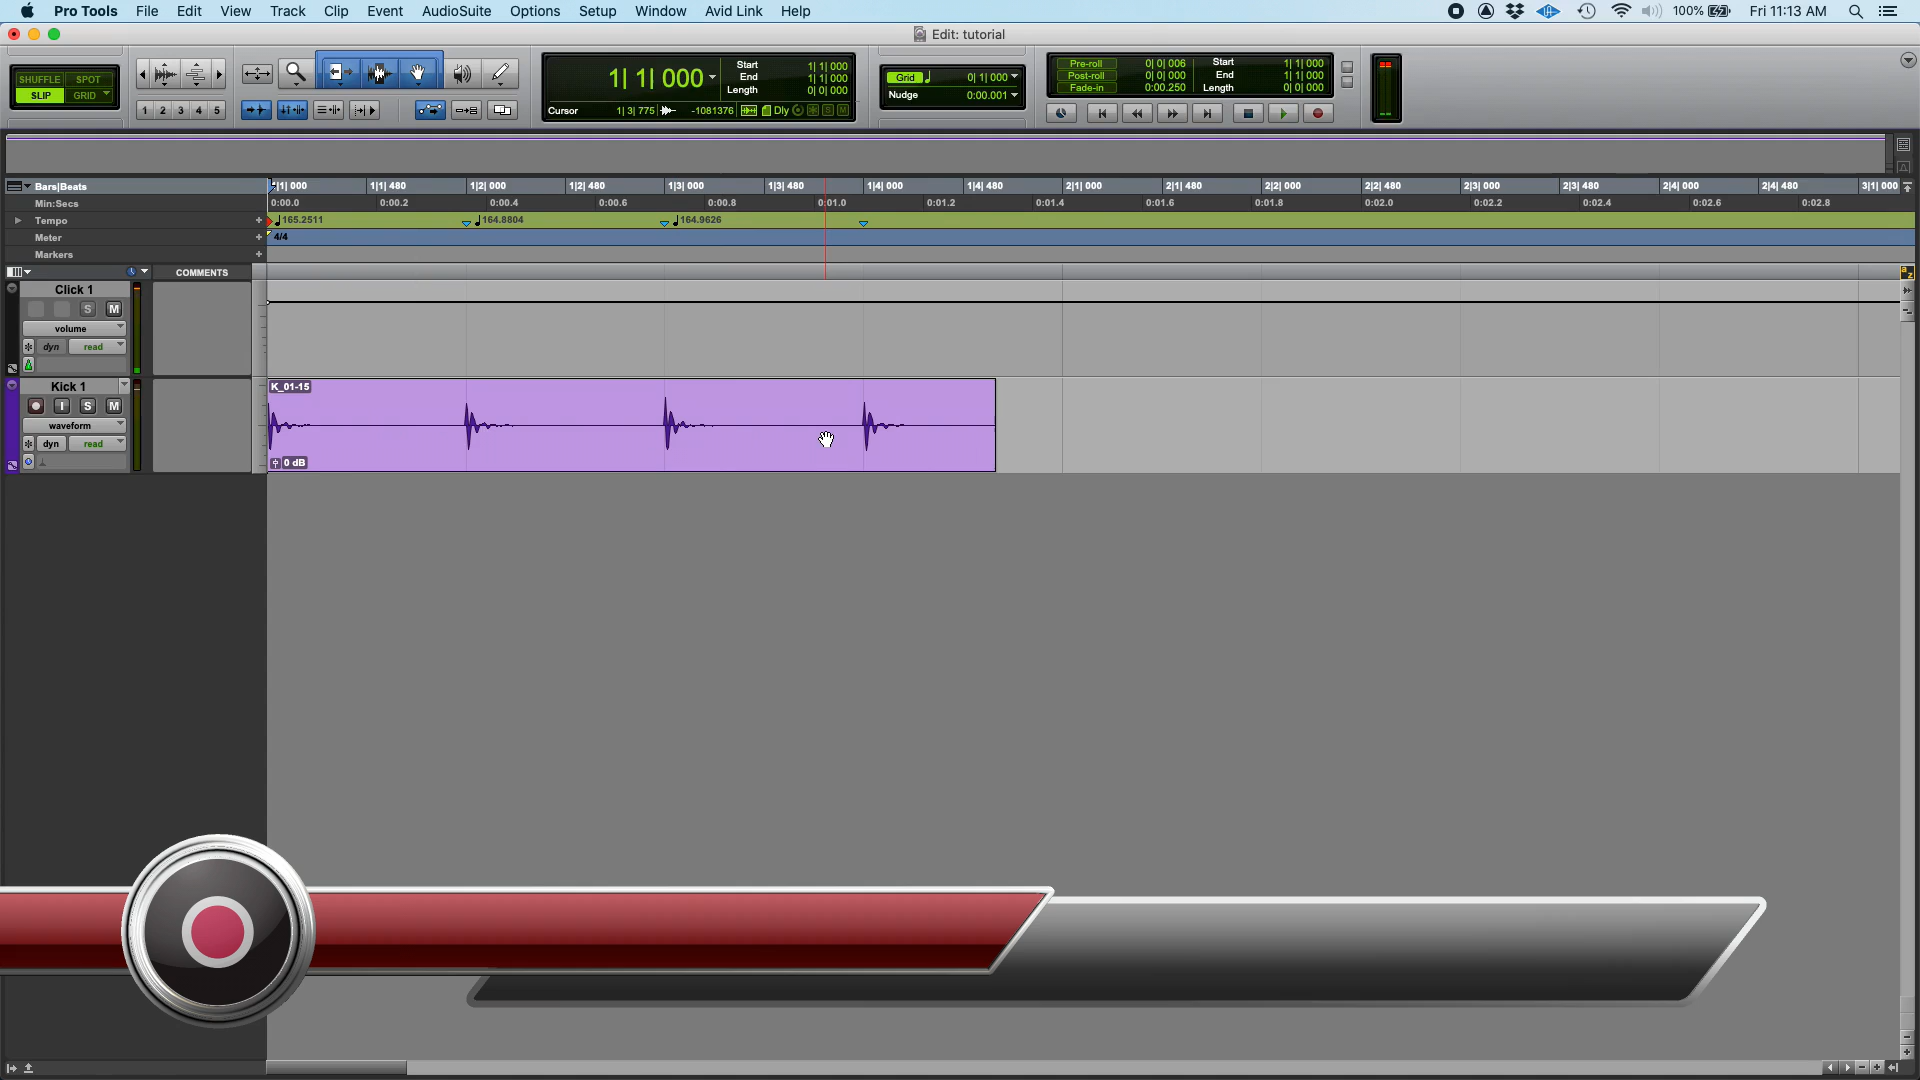 Pro Tools File Edit View Track Clip Event AudioSuite Options Setup Window Avid Link Help 100% Fri 11:13 AM
Edit: tutorial
SHUFFLE SPOT
SLIP GRID
1 2 3 4 5
1| 1| 000
Start 1| 1| 000
End 1| 1| 000
Length 0| 0| 000
Cursor 1| 3| 775 -1081376 Dly S M
Grid 0| 1| 000
Nudge 0:00.001
Pre-roll 0| 0| 006 Start 1| 1| 000
Post-roll 0| 0| 000 End 1| 1| 000
Fade-in 0:00.250 Length 0| 0| 000
Bars|Beats 1|1| 000 1|1| 480 1|2| 000 1|2| 480 1|3| 000 1|3| 480 1|4| 000 1|4| 480 2|1| 000 2|1| 480 2|2| 000 2|2| 480 2|3| 000 2|3| 480 2|4| 000 2|4| 480 3|1| 000
Min:Secs 0:00.0 0:00.2 0:00.4 0:00.6 0:00.8 0:01.0 0:01.2 0:01.4 0:01.6 0:01.8 0:02.0 0:02.2 0:02.4 0:02.6 0:02.8
Tempo + 165.2511 164.8804 164.9626
Meter + 4/4
Markers +
COMMENTS
a z
Click 1
S M
volume
dyn read
Kick 1 K_01-15
I S M
waveform
dyn read
0 dB